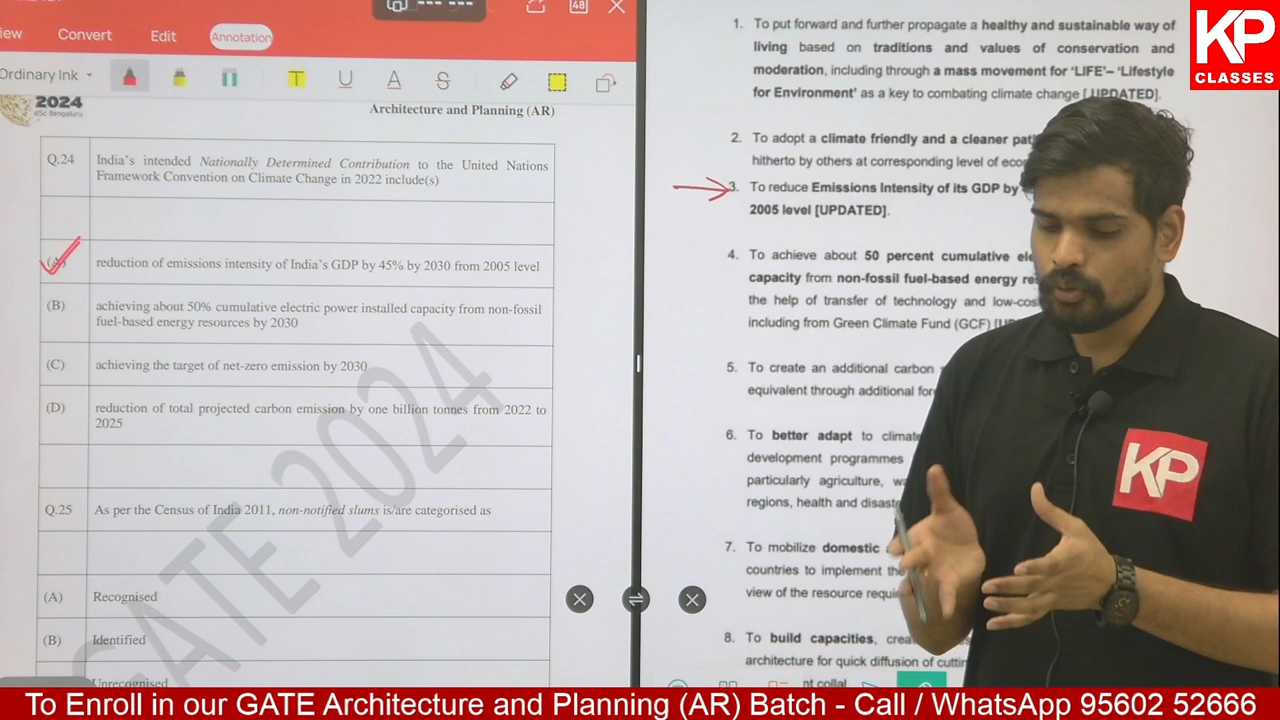 48
iew Convert Edit Annotation
Ordinary Ink
2024
IISc Bengaluru
Architecture and Planning (AR)
Q.24 India's intended Nationally Determined Contribution to the United Nations
Framework Convention on Climate Change in 2022 include(s)
(A) reduction of emissions intensity of India's GDP by 45% by 2030 from 2005 level
(B) achieving about 50% cumulative electric power installed capacity from non-fossil
fuel-based energy resources by 2030
(C) achieving the target of net-zero emission by 2030
(D) reduction of total projected carbon emission by one billion tonnes from 2022 to
2025
Q.25 As per the Census of India 2011, non-notified slums is/are categorised as
(A) Recognised
(B) Identified
Unrecognised
GATE 2024
1. To put forward and further propagate a healthy and sustainable way of
living based on traditions and values of conservation and
moderation, including through a mass movement for 'LIFE'– 'Lifestyle
for Environment' as a key to combating climate change [UPDATED].
2. To adopt a climate friendly and a cleaner
hitherto by others at corresponding level of
3. To reduce Emissions Intensity of its GDP by
2005 level [UPDATED].
4. To achieve about 50 percent cumulative
capacity from non-fossil fuel-based energy
the help of transfer of technology and
including from Green Climate Fund (GCF)
5. To create an additional carbon
equivalent through additional
6. To better adapt to
development programmes
particularly agriculture,
regions, health and
7. To mobilize domestic
countries to implement
view of the resource
8. To build capacities,
architecture for quick diffusion of
KP
CLASSES
KP
To Enroll in our GATE Architecture and Planning (AR) Batch - Call / WhatsApp 95602 52666